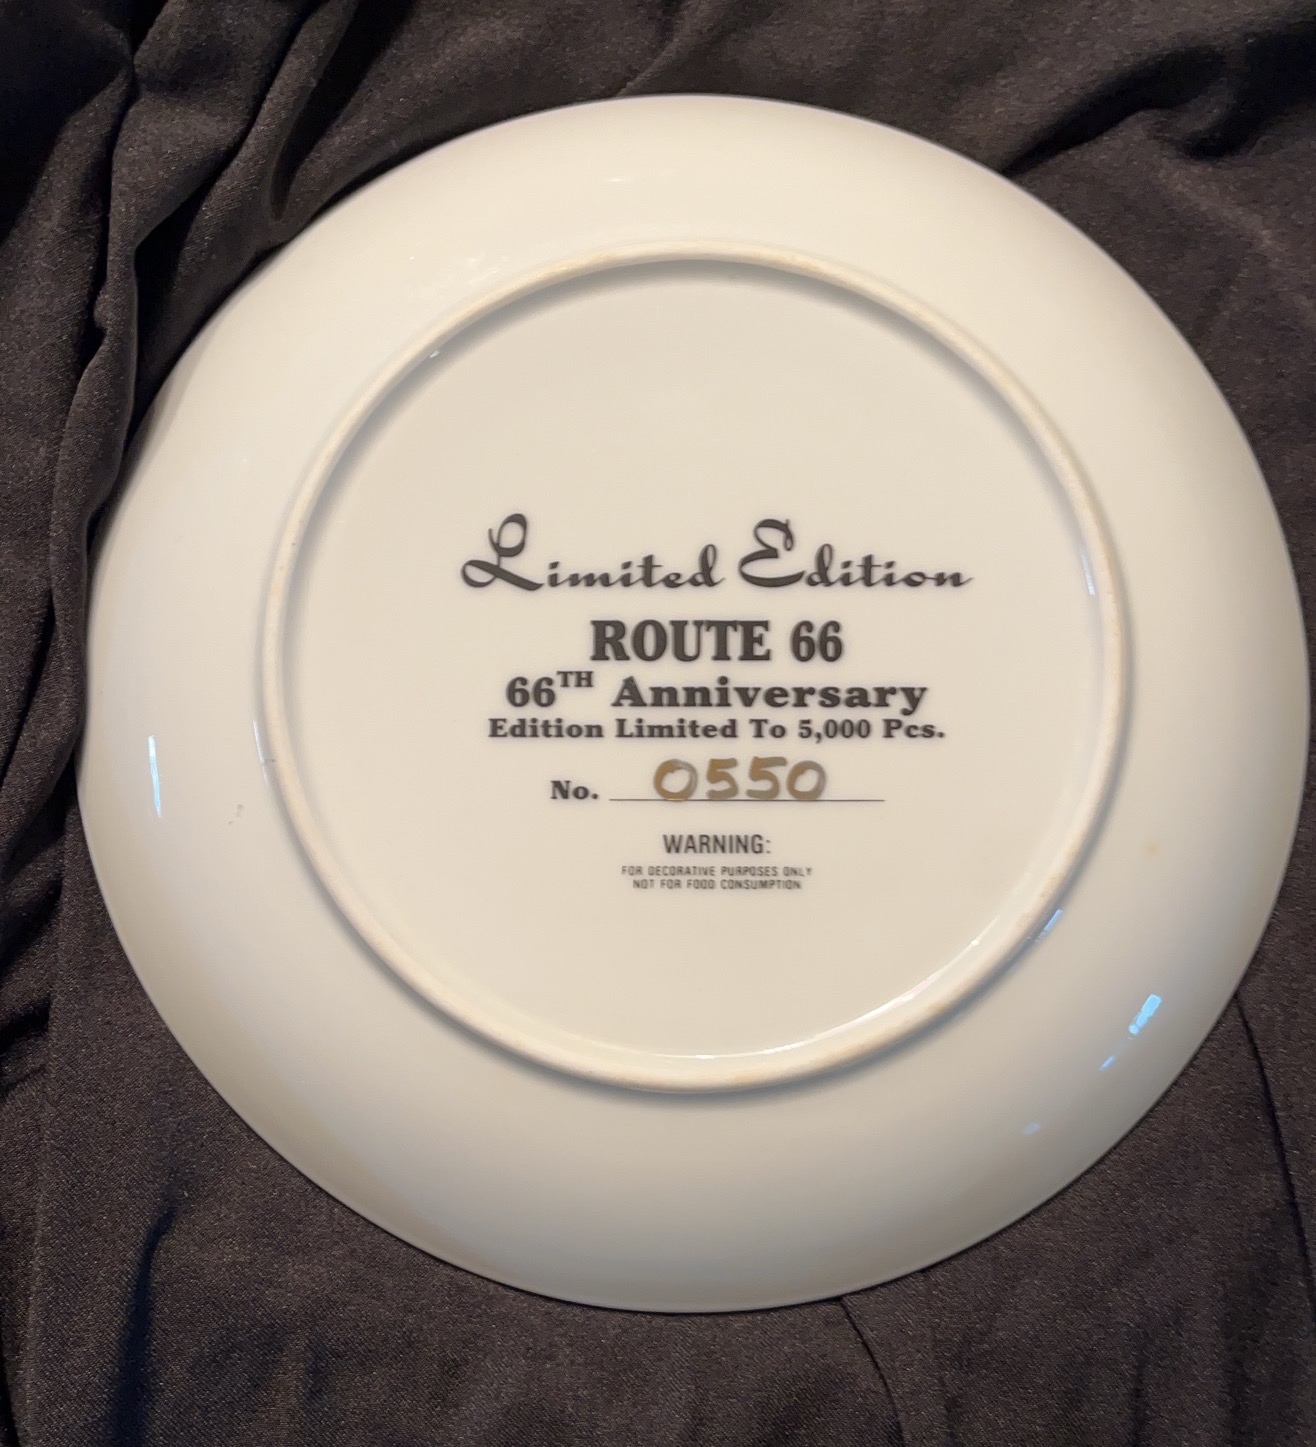 Limited Edition
ROUTE 66
66TH Anniversary
Edition Limited To 5,000 Pcs.
No. 0550
WARNING:
FOR DECORATIVE PURPOSES ONLY
NOT FOR FOOD CONSUMPTION